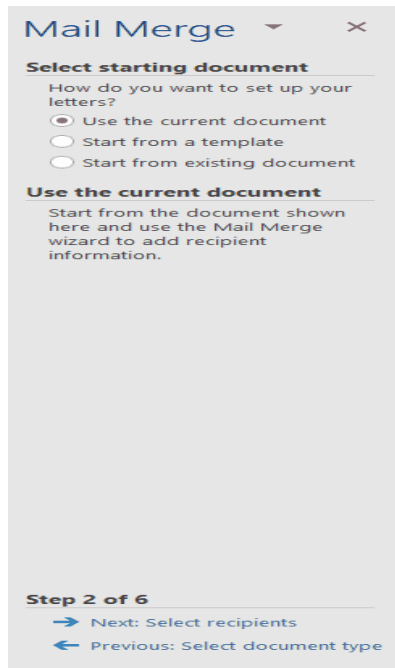 Mail Merge
Select starting document
How do you want to set up your
letters?
Use the current document
Start from a template
Start from existing document
Use the current document
Start from the document shown
here and use the Mail Merge
wizard to add recipient
information.
Step 2 of 6
Next: Select recipients
Previous: Select document type